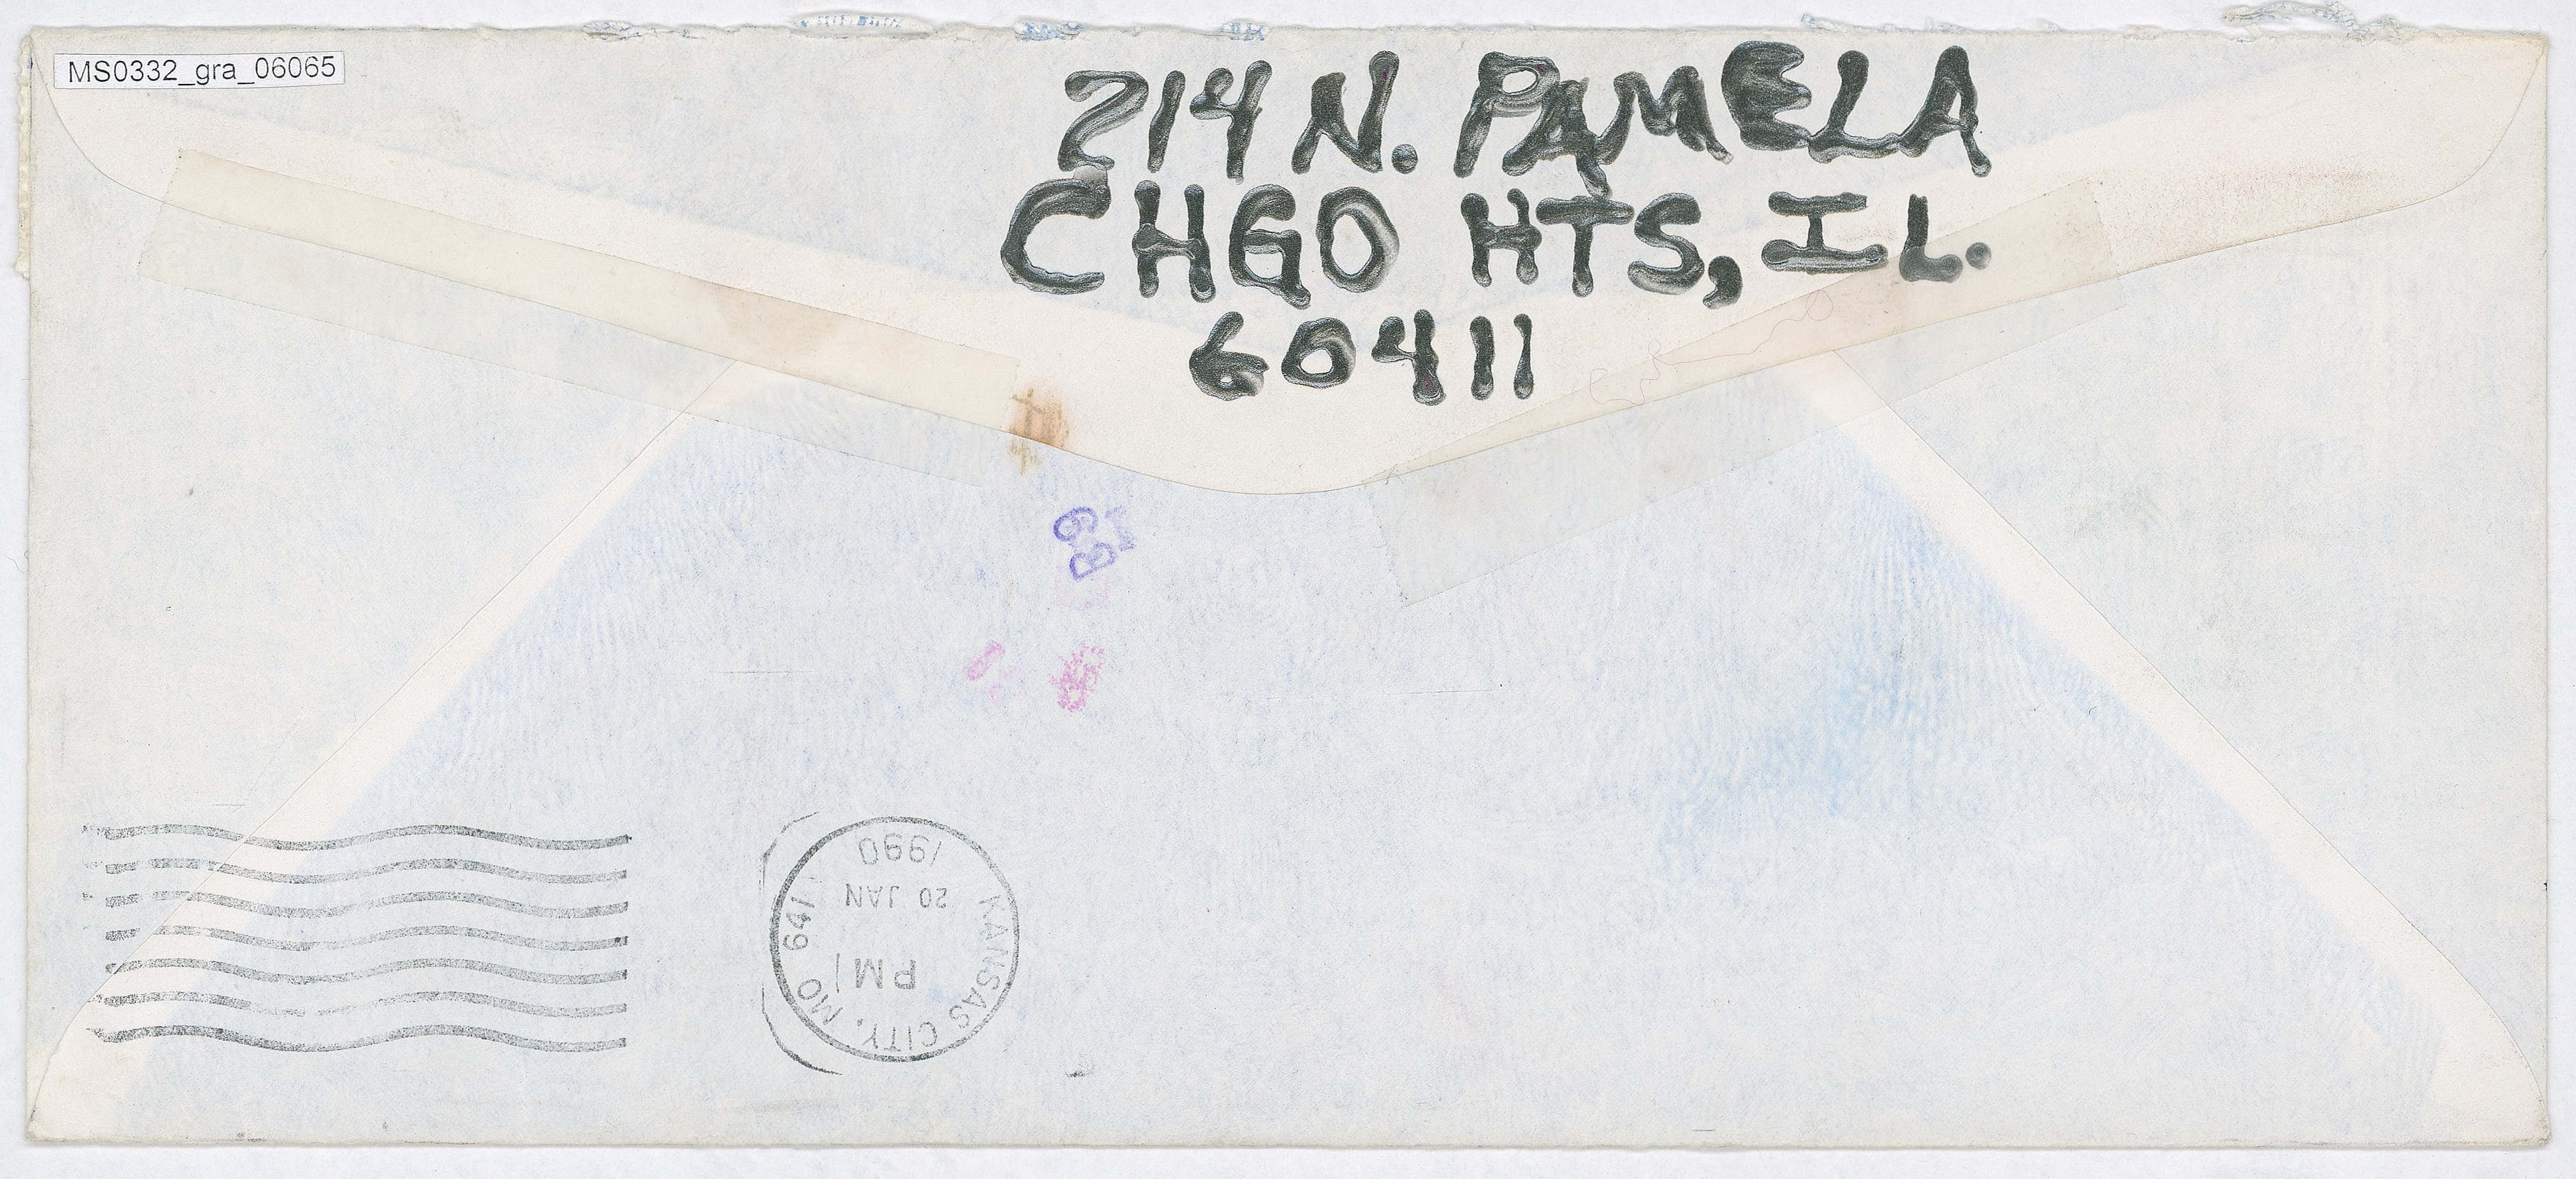 MS0332_gra_06065
214 N. PAMELA
CHGO HTS, IL.
60411
KANSAS CITY, MO 641
PM
20 JAN
1990